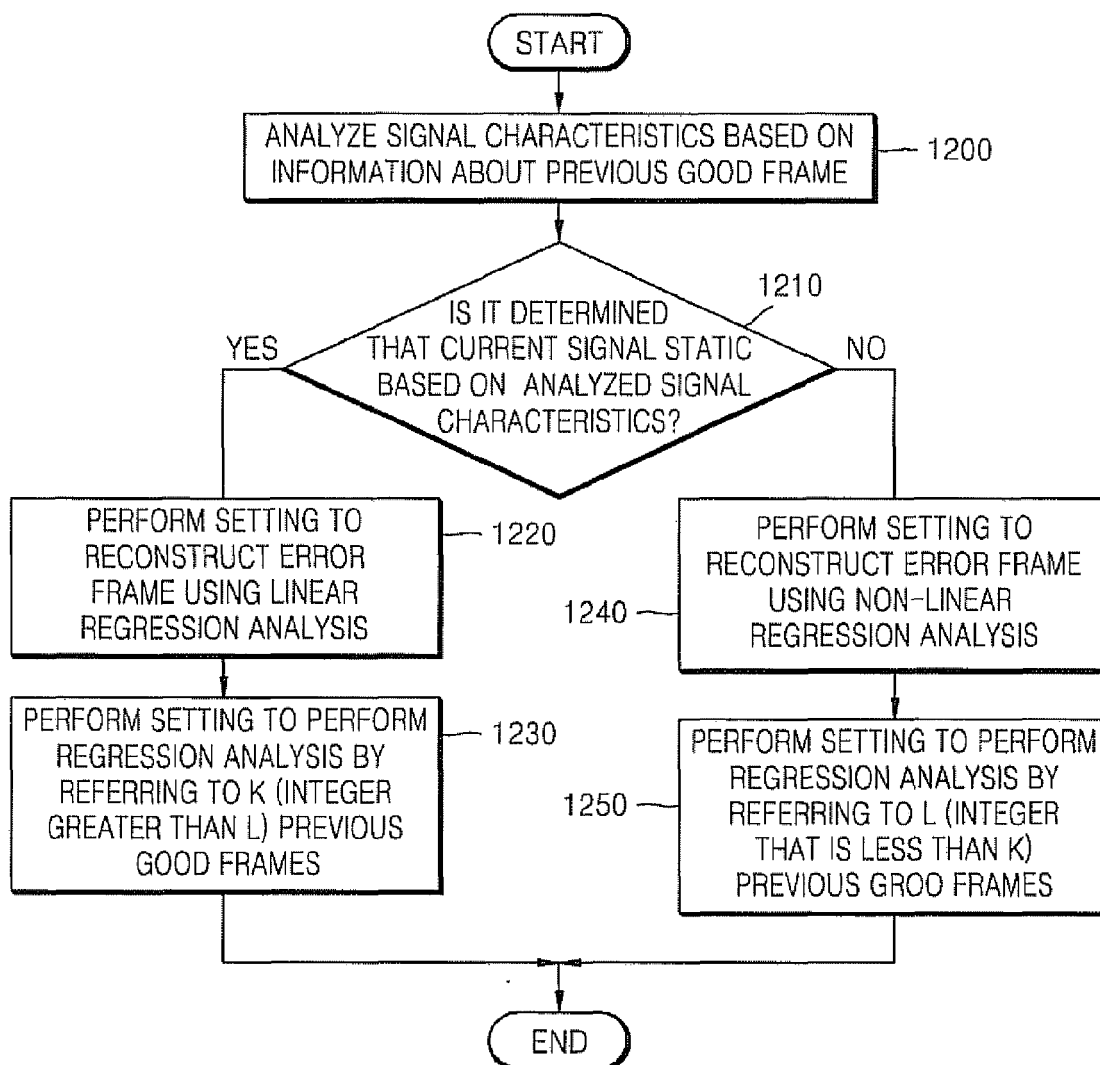 START
ANALYZE SIGNAL CHARACTERISTICS BASED ON
INFORMATION ABOUT PREVIOUS GOOD FRAME
1200
1210
IS IT DETERMINED
THAT CURRENT SIGNAL STATIC
BASED ON ANALYZED SIGNAL
CHARACTERISTICS?
YES
NO
PERFORM SETTING TO
RECONSTRUCT ERROR
FRAME USING LINEAR
REGRESSION ANALYSIS
1220
PERFORM SETTING TO PERFORM
REGRESSION ANALYSIS BY
REFERRING TO K (INTEGER
GREATER THAN L) PREVIOUS
GOOD FRAMES
1230
PERFORM SETTING TO
RECONSTRUCT ERROR FRAME
USING NON-LINEAR
REGRESSION ANALYSIS
1240
PERFORM SETTING TO PERFORM
REGRESSION ANALYSIS BY
REFERRING TO L (INTEGER
THAT IS LESS THAN K)
PREVIOUS GROO FRAMES
1250
END